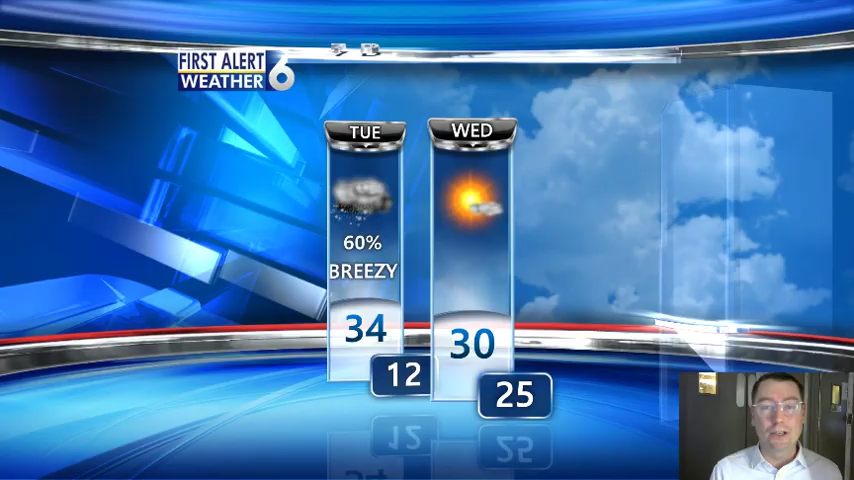 FIRST ALERT
WEATHER 6
TUE
60%
BREEZY
34
12
WED
30
25